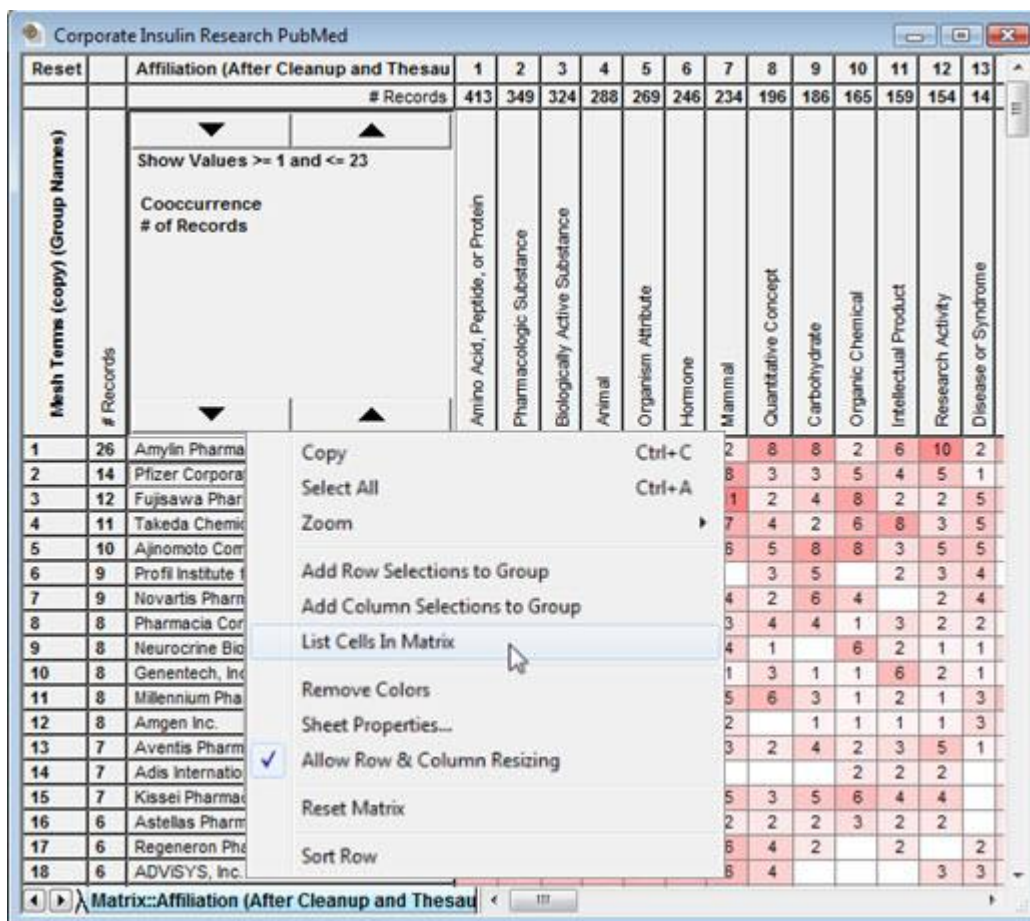 Corporate Insulin Research PubMed
Reset Affiliation (After Cleanup and Thesau 1 2 3 4 5 6 7 8 9 10 11 12 13
# Records 413 349 324 288 269 246 234 196 186 165 159 154 14
Mesh Terms (copy) (Group Names)
# Records
Show Values >= 1 and <= 23
Cooccurrence
# of Records
Amino Acid, Peptide, or Protein
Pharmacologic Substance
Biologically Active Substance
Animal
Organism Attribute
Hormone
Mammal
Quantitative Concept
Carbohydrate
Organic Chemical
Intellectual Product
Research Activity
Disease or Syndrome
1 26 Amylin Pharma 2 8 8 2 6 10 2
2 14 Pfizer Corpora 8 3 3 5 4 5 1
3 12 Fujisawa Phar 1 2 4 8 2 2 5
4 11 Takeda Chemic 7 4 2 6 8 3 5
5 10 Ajinomoto Com 6 5 8 8 3 5 5
6 9 Profil Institute f 3 5 2 3 4
7 9 Novartis Pharm 4 2 6 4 2 4
8 8 Pharmacia Cor 3 4 4 1 3 2 2
9 8 Neurocrine Bio 4 1 6 2 1 1
10 8 Genentech, Inc 1 3 1 1 6 2 1
11 8 Millennium Pha 5 6 3 1 2 1 3
12 8 Amgen Inc. 2 1 1 1 1 3
13 7 Aventis Pharm 3 2 4 2 3 5 1
14 7 Adis Internatio 2 2 2
15 7 Kissei Pharmac 5 3 5 6 4 4
16 6 Astellas Pharm 2 2 2 3 2 2
17 6 Regeneron Pha 6 4 2 2 2
18 6 ADViSYS, Inc. 6 4 3 3
Copy Ctrl+C
Select All Ctrl+A
Zoom
Add Row Selections to Group
Add Column Selections to Group
List Cells In Matrix
Remove Colors
Sheet Properties...
Allow Row & Column Resizing
Reset Matrix
Sort Row
Matrix::Affiliation (After Cleanup and Thesau